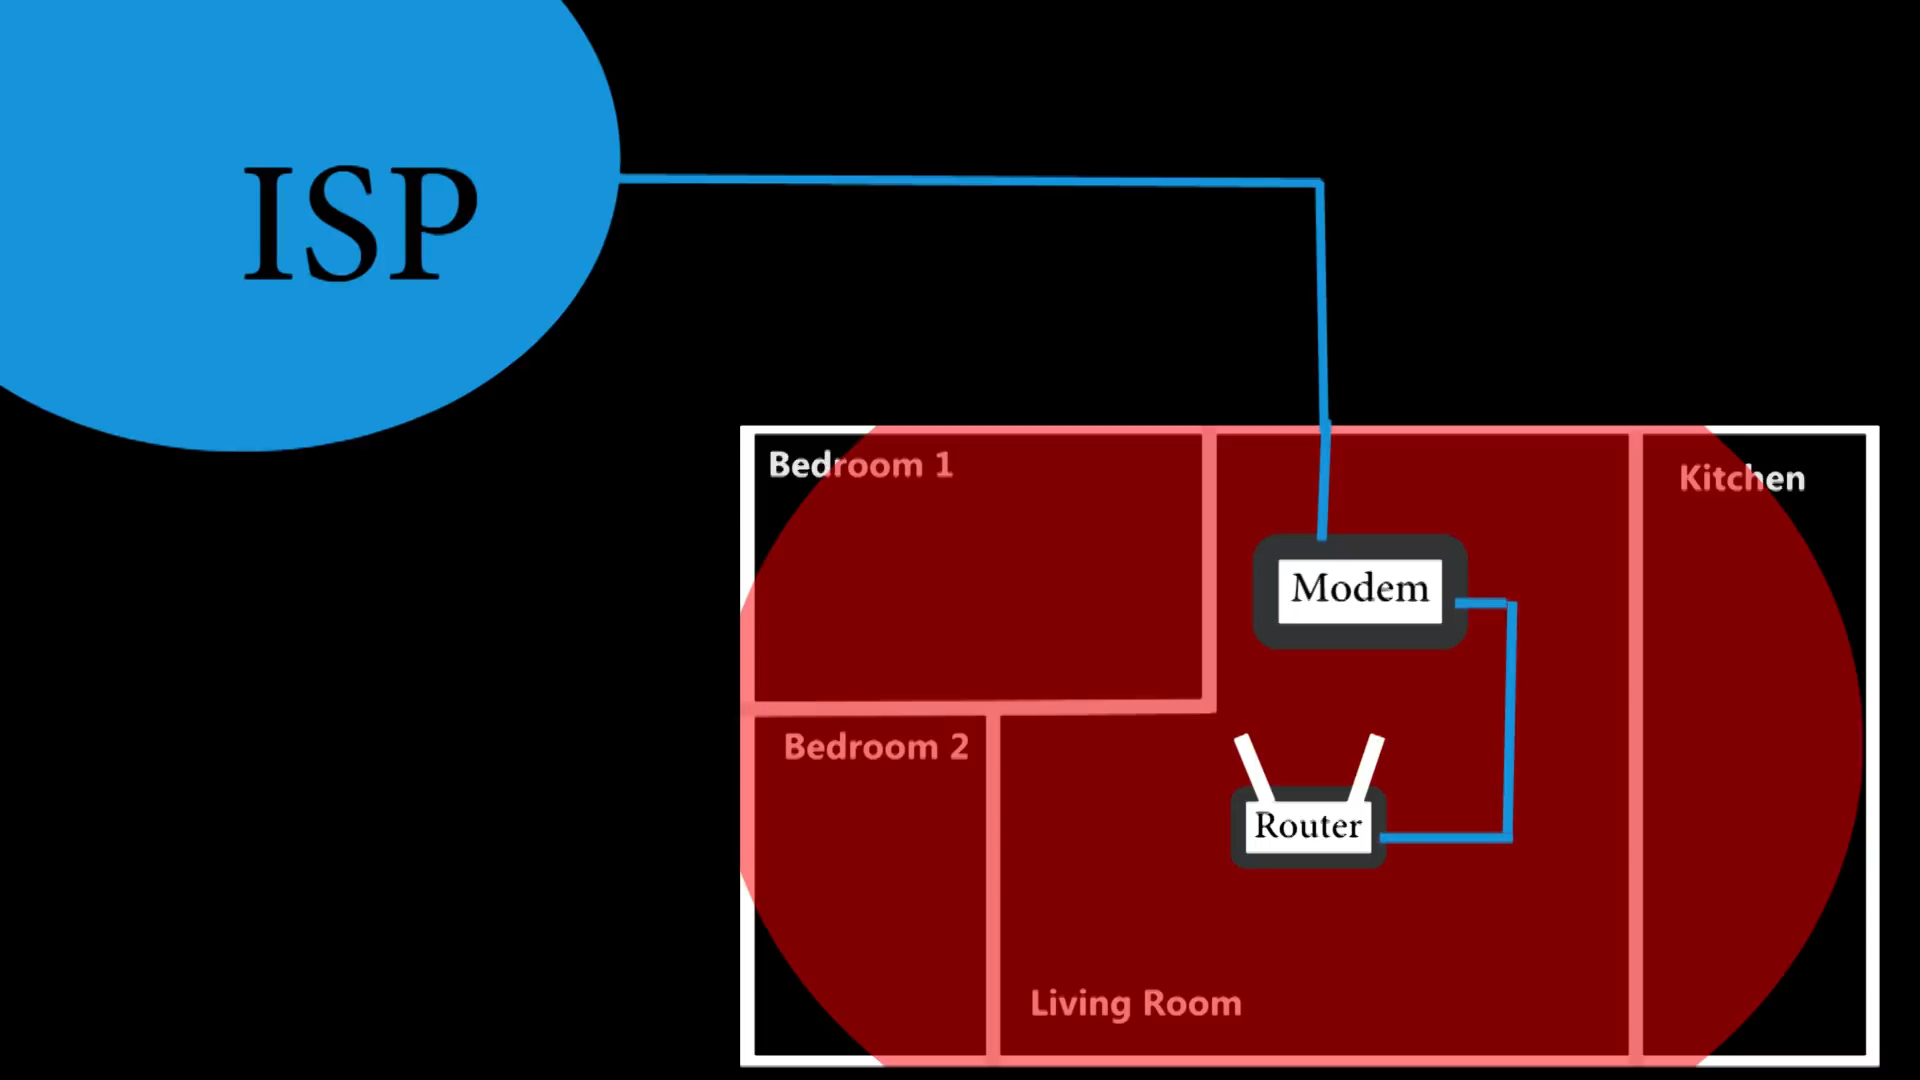 ISP
Bedroom 1
Kitchen
Modem
Bedroom 2
Router
Living Room